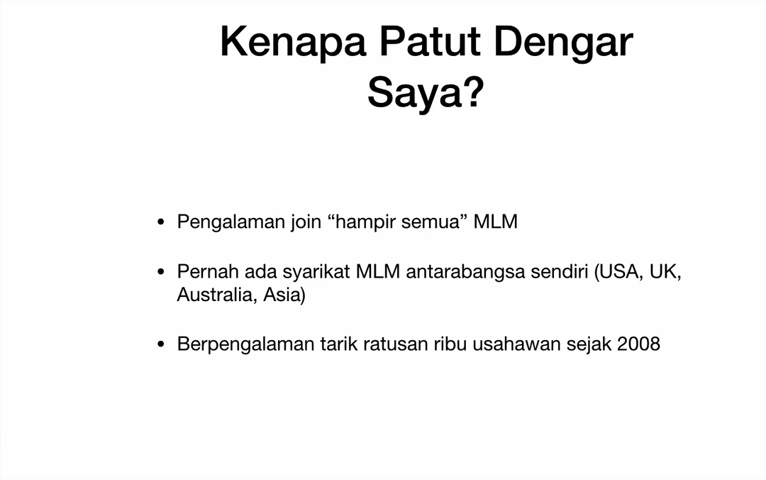 Kenapa Patut Dengar
Saya?
• Pengalaman join “hampir semua” MLM
• Pernah ada syarikat MLM antarabangsa sendiri (USA, UK,
Australia, Asia)
• Berpengalaman tarik ratusan ribu usahawan sejak 2008